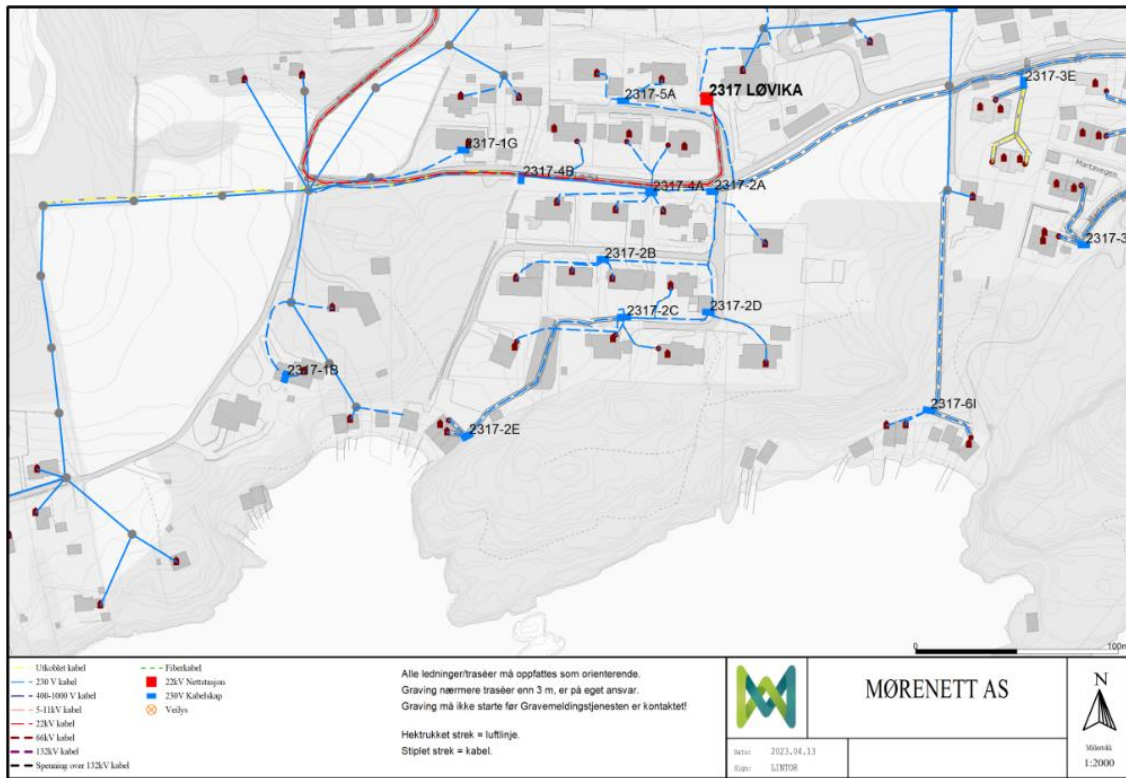 2317-3E
2317-5A
2317 LØVIKA
2317-1G
Martavegen
2317-4B
2317-4A
2317-2A
2317-3
2317-2B
2317-2C
2317-2D
2317-1B
2317-6I
2317-2E
0
100m
Utkoblet kabel
230 V kabel
400-1000 V kabel
5-11kV kabel
22kV kabel
66kV kabel
132kV kabel
Spenning over 132kV kabel
Fiberkabel
22kV Nettstasjon
230V Kabelskap
Veilys
Alle ledninger/traséer må oppfattes som orienterende.
Graving nærmere traséer enn 3 m, er på eget ansvar.
Graving må ikke starte før Gravemeldingstjenesten er kontaktet!
Hektrukket strek = luftlinje.
Stiplet strek = kabel.
MØRENETT AS
Dato: 2023.04.13
Sign: LINTOR
N
Målestokk
1:2000